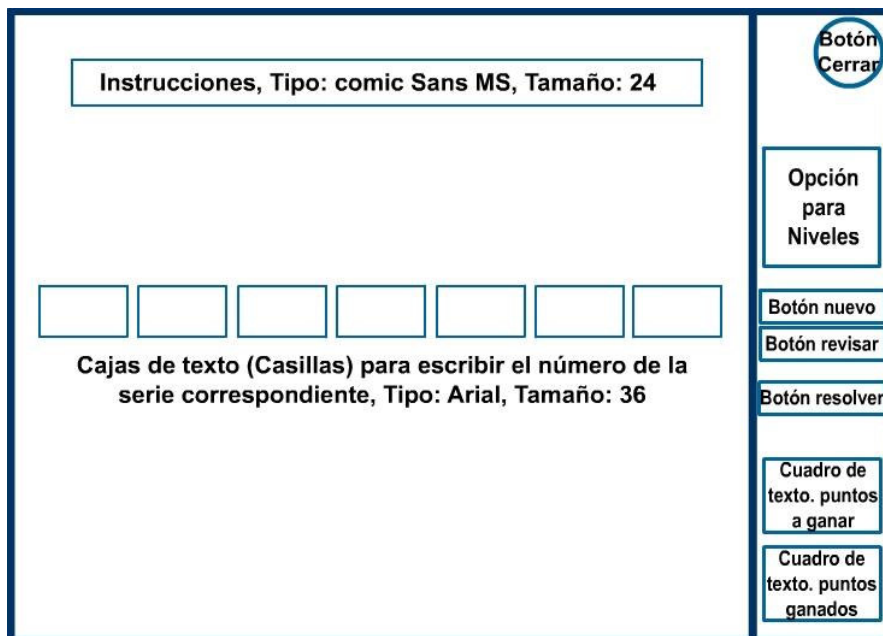 Instrucciones, Tipo: comic Sans MS, Tamaño: 24
Cajas de texto (Casillas) para escribir el número de la
serie correspondiente, Tipo: Arial, Tamaño: 36
Botón
Cerrar
Opción
para
Niveles
Botón nuevo
Botón revisar
Botón resolver
Cuadro de
texto. puntos
a ganar
Cuadro de
texto. puntos
ganados